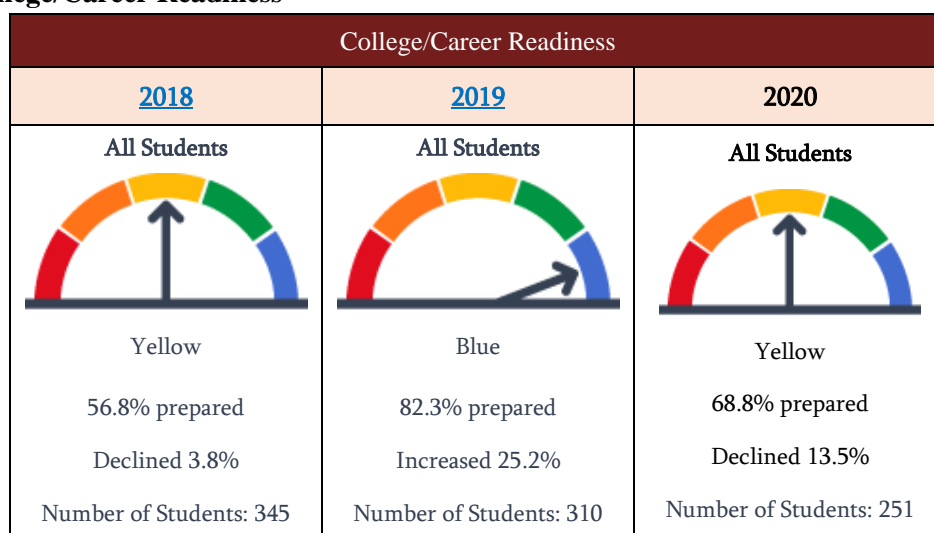 College/Career Readiness
2018
2019
2020
All Students
All Students
All Students
Yellow
Blue
Yellow
56.8% prepared
82.3% prepared
68.8% prepared
Declined 3.8%
Increased 25.2%
Declined 13.5%
Number of Students: 345
Number of Students: 310
Number of Students: 251